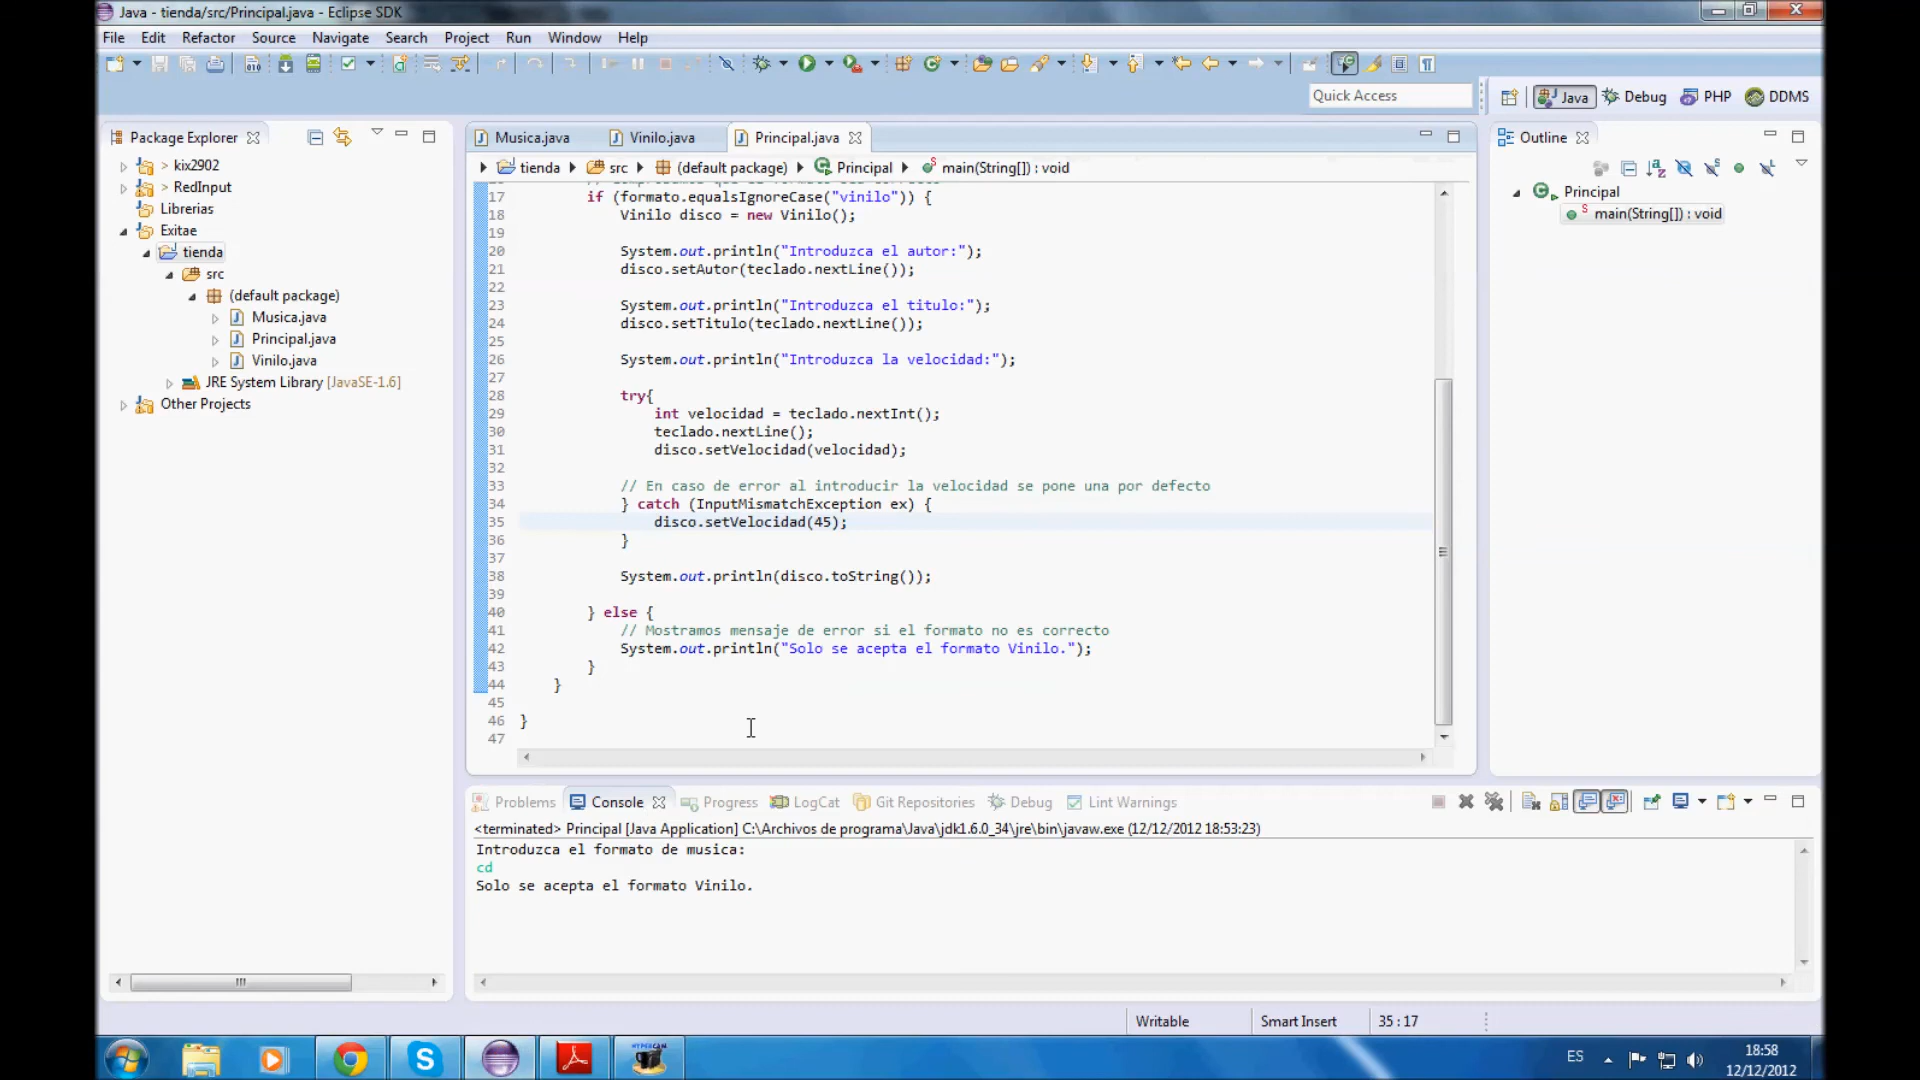 Java - tienda/src/Principal.java - Eclipse SDK
File Edit Refactor Source Navigate Search Project Run Window Help
Quick Access
Java Debug PHP DDMS
Package Explorer
> kix2902
> RedInput
Librerias
Exitae
tienda
src
(default package)
Musica.java
Principal.java
Vinilo.java
JRE System Library [JavaSE-1.6]
Other Projects
Musica.java Vinilo.java Principal.java
tienda src (default package) Principal main(String[]) : void
17 if (formato.equalsIgnoreCase("vinilo")) {
18 Vinilo disco = new Vinilo();
19
20 System.out.println("Introduzca el autor:");
21 disco.setAutor(teclado.nextLine());
22
23 System.out.println("Introduzca el titulo:");
24 disco.setTitulo(teclado.nextLine());
25
26 System.out.println("Introduzca la velocidad:");
27
28 try{
29 int velocidad = teclado.nextInt();
30 teclado.nextLine();
31 disco.setVelocidad(velocidad);
32
33 // En caso de error al introducir la velocidad se pone una por defecto
34 } catch (InputMismatchException ex) {
35 disco.setVelocidad(45);
36 }
37
38 System.out.println(disco.toString());
39
40 } else {
41 // Mostramos mensaje de error si el formato no es correcto
42 System.out.println("Solo se acepta el formato Vinilo.");
43 }
44 }
45
46 }
47
Outline
Principal
main(String[]) : void
Problems Console Progress LogCat Git Repositories Debug Lint Warnings
<terminated> Principal [Java Application] C:\Archivos de programa\Java\jdk1.6.0_34\jre\bin\javaw.exe (12/12/2012 18:53:23)
Introduzca el formato de musica:
cd
Solo se acepta el formato Vinilo.
Writable Smart Insert 35 : 17
HYPERCAM
ES
18:58
12/12/2012